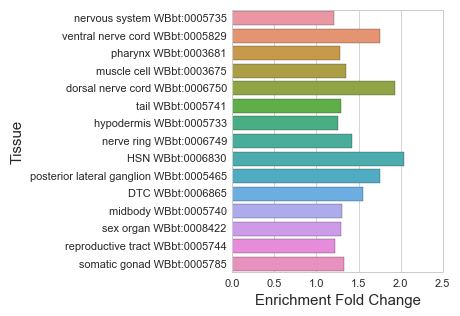 Tissue
nervous system WBbt:0005735
ventral nerve cord WBbt:0005829
pharynx WBbt:0003681
muscle cell WBbt:0003675
dorsal nerve cord WBbt:0006750
tail WBbt:0005741
hypodermis WBbt:0005733
nerve ring WBbt:0006749
HSN WBbt:0006830
posterior lateral ganglion WBbt:0005465
DTC WBbt:0006865
midbody WBbt:0005740
sex organ WBbt:0008422
reproductive tract WBbt:0005744
somatic gonad WBbt:0005785
0.0 0.5 1.0 1.5 2.0 2.5
Enrichment Fold Change